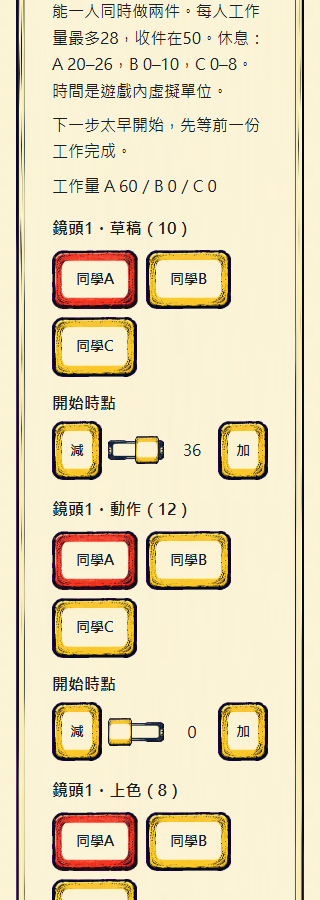 能一人同時做兩件。每人工作
量最多28，收件在50。休息：
A 20–26，B 0–10，C 0–8。
時間是遊戲內虛擬單位。
下一步太早開始，先等前一份
工作完成。
工作量 A 60 / B 0 / C 0
鏡頭1・草稿（10）
同學A
同學B
同學C
開始時點
減
36
加
鏡頭1・動作（12）
同學A
同學B
同學C
開始時點
減
0
加
鏡頭1・上色（8）
同學A
同學B